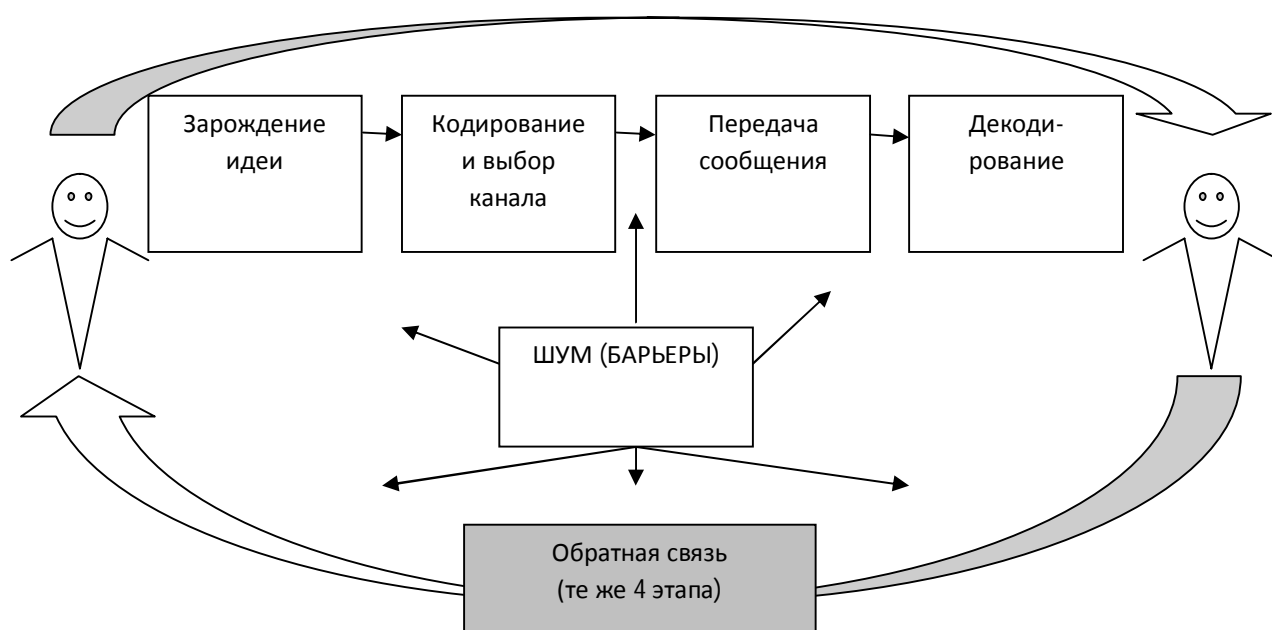 Зарождение
идеи
Кодирование
и выбор
канала
Передача
сообщения
Декоди-
рование
ШУМ (БАРЬЕРЫ)
Обратная связь
(те же 4 этапа)